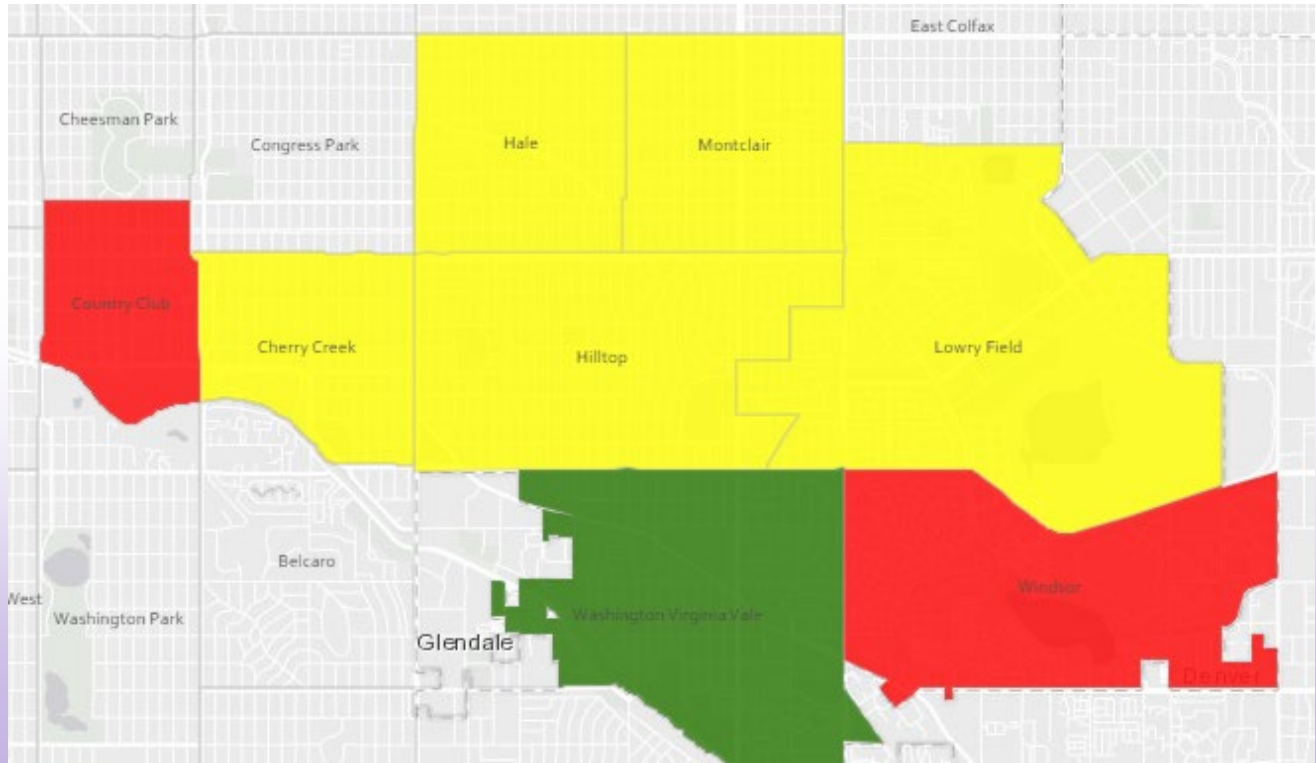 East Colfax
Cheesman Park
Congress Park
Hale
Montclair
Country Club
Cherry Creek
Hilltop
Lowry Field
Belcaro
West
Washington Park
Glendale
Washington Virginia Vale
Windsor
Denver